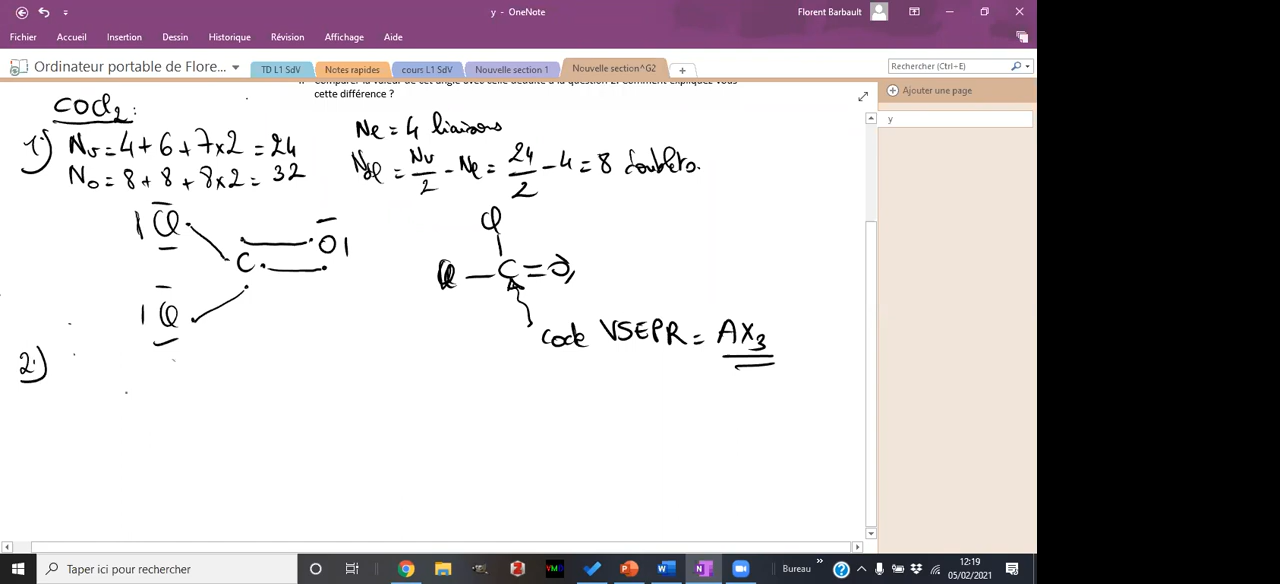 y - OneNote
Florent Barbault
Fichier Accueil Insertion Dessin Historique Révision Affichage Aide
Ordinateur portable de Flore...
TD L1 SdV
Notes rapides
cours L1 SdV
Nouvelle section 1
Nouvelle section^G2
Rechercher (Ctrl+E)
Ajouter une page
y
cette différence ?
COCl2 :
1) Nv = 4 + 6 + 7x2 = 24
No = 8 + 8 + 8x2 = 32
Ne = 4 liaisons
Nde = Nv/2 - Ne = 24/2 - 4 = 8 doublets.
Cl
C
O
Cl
Cl
Cl - C = O
code VSEPR = AX3
2.)
Taper ici pour rechercher
Bureau
12:19
05/02/2021